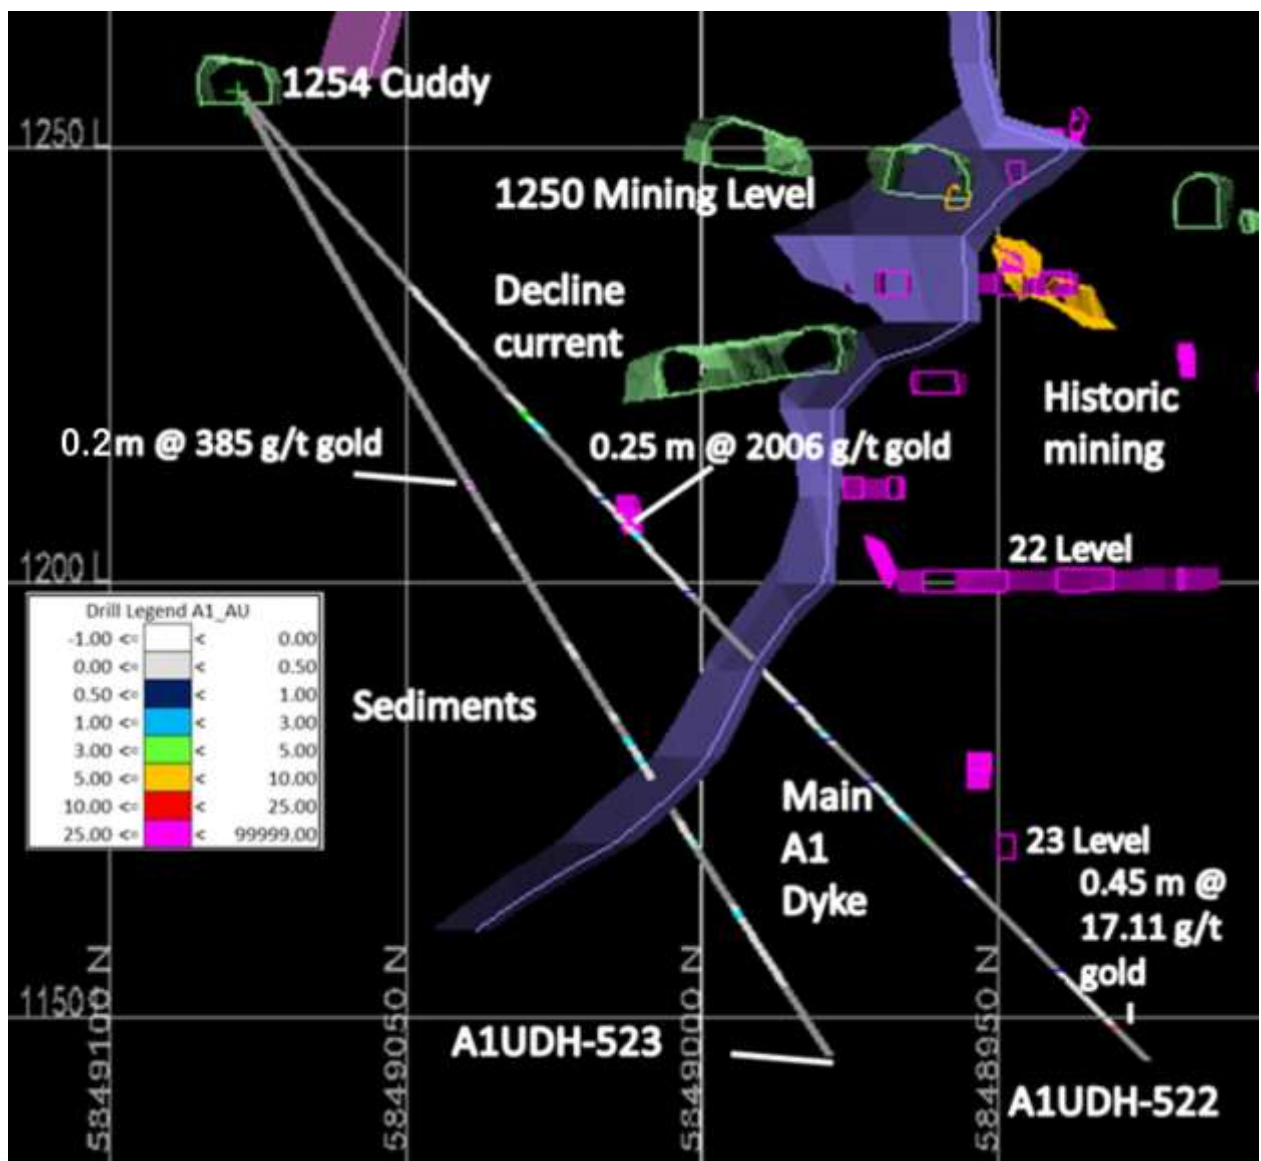 1254 Cuddy
1250 L
1250 Mining Level
Decline
current
Historic
mining
0.2m @ 385 g/t gold
0.25 m @ 2006 g/t gold
22 Level
1200 L
Drill Legend A1_AU
-1.00 <= < 0.00
0.00 <= < 0.50
0.50 <= < 1.00
1.00 <= < 3.00
3.00 <= < 5.00
5.00 <= < 10.00
10.00 <= < 25.00
25.00 <= < 99999.00
Sediments
Main
A1
Dyke
23 Level
0.45 m @
17.11 g/t
gold
1150
A1UDH-523
A1UDH-522
5849100 N
5849050 N
5849000 N
5848950 N